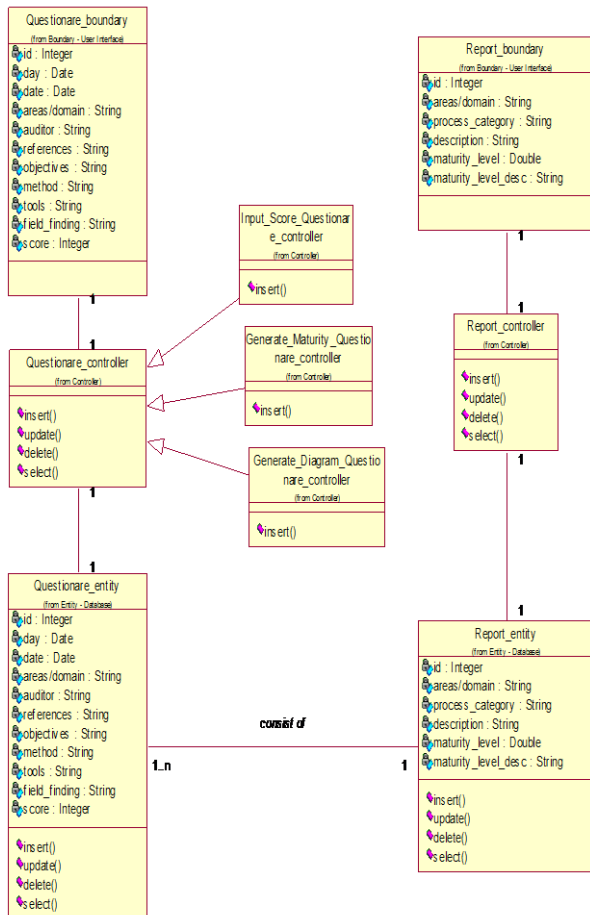 Questionare_boundary
(from Boundary - User Interface)
id : Integer
day : Date
date : Date
areas/domain : String
auditor : String
references : String
objectives : String
method : String
tools : String
field_finding : String
score : Integer
1
1
Questionare_controller
(from Controller)
insert()
update()
delete()
select()
1
1
Questionare_entity
(from Entity - Database)
id : Integer
day : Date
date : Date
areas/domain : String
auditor : String
references : String
objectives : String
method : String
tools : String
field_finding : String
score : Integer
insert()
update()
delete()
select()
Input_Score_Questionar
e_controller
(from Controller)
insert()
Generate_Maturity_Questio
nare_controller
(from Controller)
insert()
Generate_Diagram_Questio
nare_controller
(from Controller)
insert()
consist of
1..n
1
Report_boundary
(from Boundary - User Interface)
id : Integer
areas/domain : String
process_category : String
description : String
maturity_level : Double
maturity_level_desc : String
1
1
Report_controller
(from Controller)
insert()
update()
delete()
select()
1
1
Report_entity
(from Entity - Database)
id : Integer
areas/domain : String
process_category : String
description : String
maturity_level : Double
maturity_level_desc : String
insert()
update()
delete()
select()